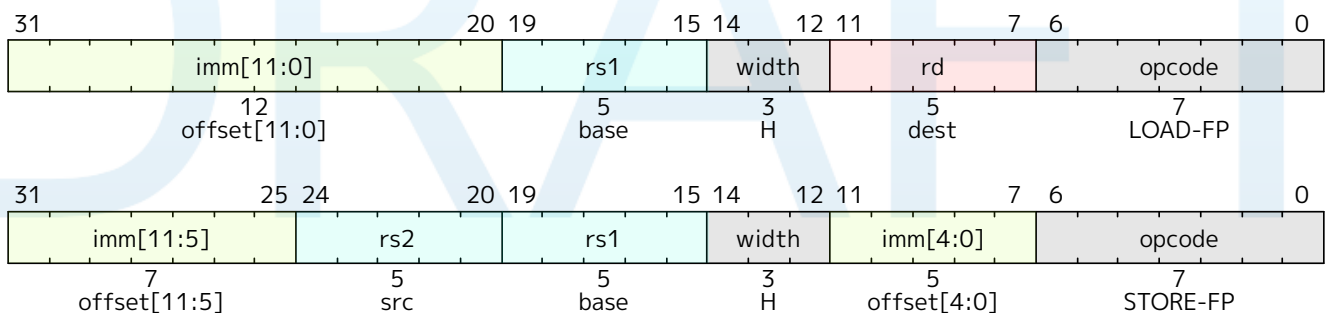 31 20 19 15 14 12 11 7 6 0
imm[11:0] rs1 width rd opcode
12 5 3 5 7
offset[11:0] base H dest LOAD-FP
31 25 24 20 19 15 14 12 11 7 6 0
imm[11:5] rs2 rs1 width imm[4:0] opcode
7 5 5 3 5 7
offset[11:5] src base H offset[4:0] STORE-FP
DRAFT